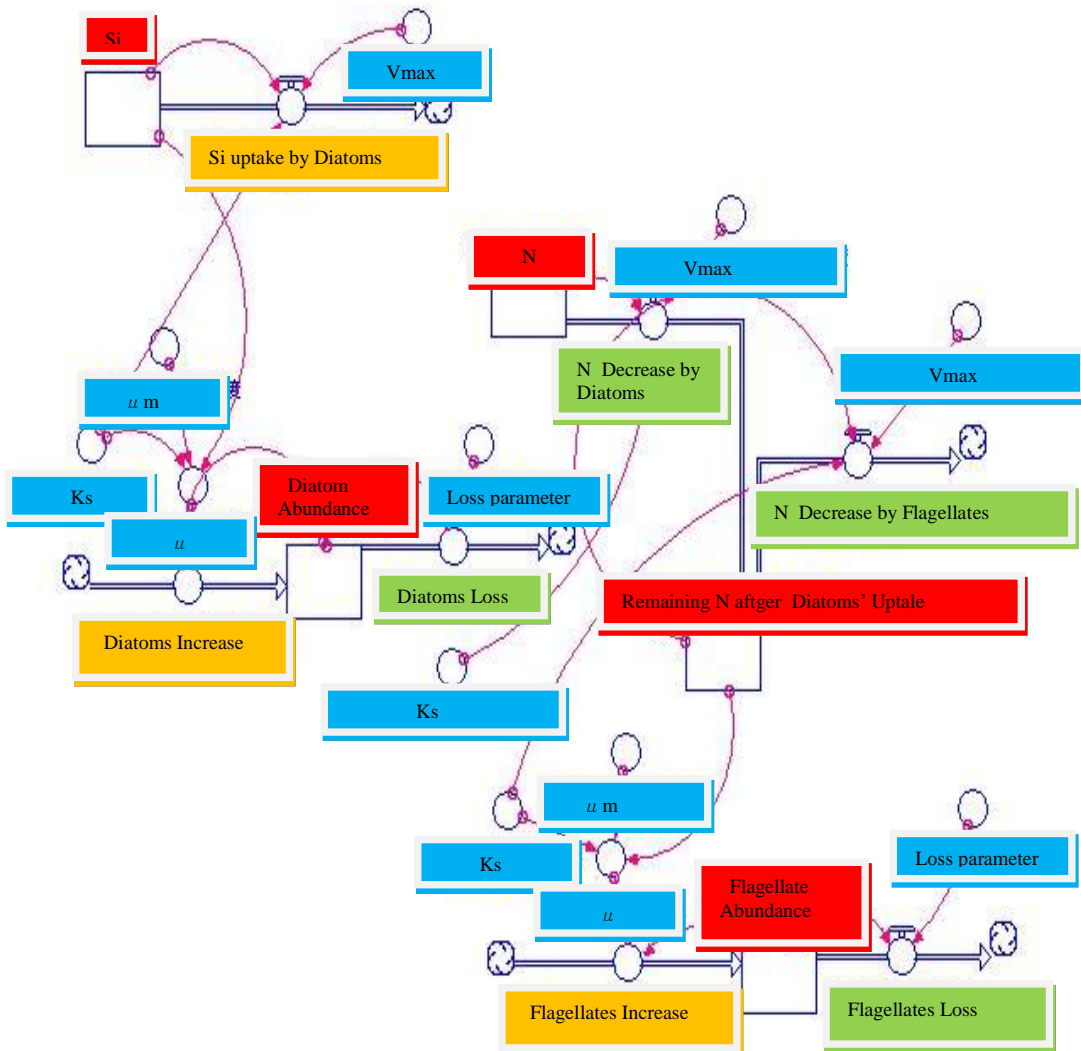 Si
Vmax
Si uptake by Diatoms
N
Vmax
N Decrease by
Diatoms
Vmax
u m
Ks
Diatom
Abundance
Loss parameter
u
N Decrease by Flagellates
Diatoms Loss
Remaining N aftger Diatoms' Uptale
Diatoms Increase
Ks
u m
Ks
Flagellate
Abundance
Loss parameter
u
Flagellates Increase
Flagellates Loss